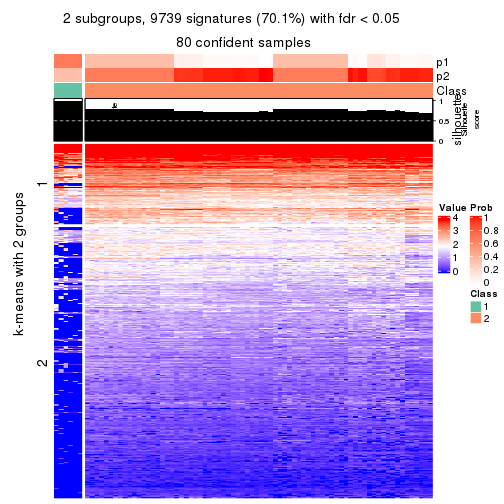 2 subgroups, 9739 signatures (70.1%) with fdr < 0.05
80 confident samples
p1
p2
Class
1
0.5
0
silhouette
Silhouette
score
k-means with 2 groups
1
2
Value
4
3
2
1
0
Prob
1
0.8
0.6
0.4
0.2
0
Class
1
2